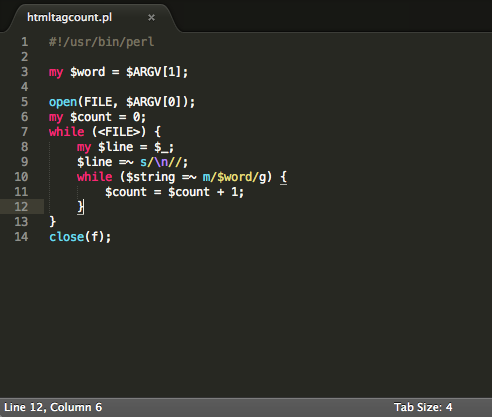 htmltagcount.pl ×
1 #!/usr/bin/perl
2
3 my $word = $ARGV[1];
4
5 open(FILE, $ARGV[0]);
6 my $count = 0;
7 while (<FILE>) {
8     my $line = $_;
9     $line =~ s/\n//;
10     while ($string =~ m/$word/g) {
11         $count = $count + 1;
12     }
13 }
14 close(f);
Line 12, Column 6 Tab Size: 4